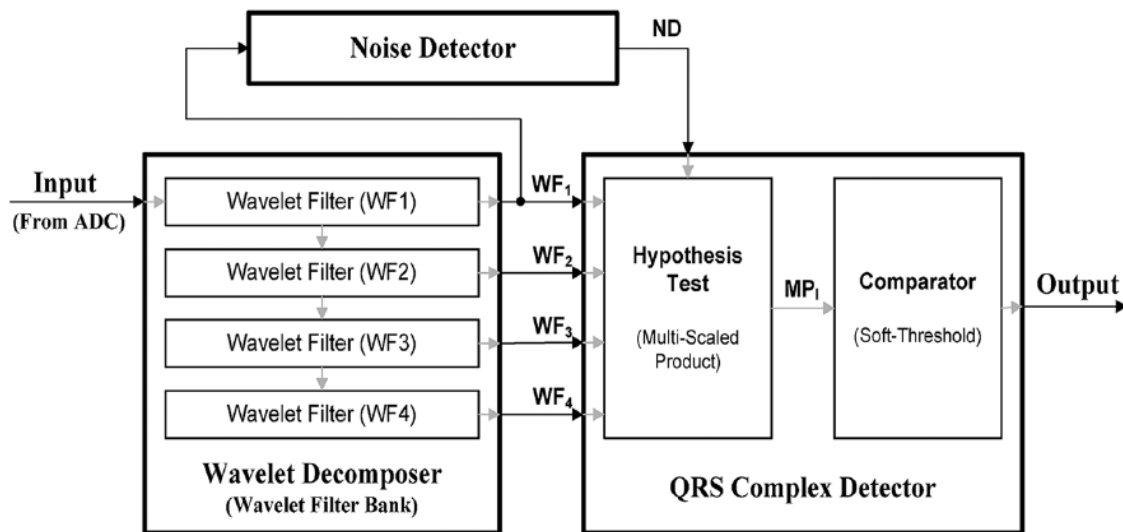 Noise Detector
ND
Input
(From ADC)
Wavelet Filter (WF1)
Wavelet Filter (WF2)
Wavelet Filter (WF3)
Wavelet Filter (WF4)
Wavelet Decomposer
(Wavelet Filter Bank)
WF₁
WF₂
WF₃
WF₄
Hypothesis
Test
(Multi-Scaled
Product)
MPI
Comparator
(Soft-Threshold)
QRS Complex Detector
Output